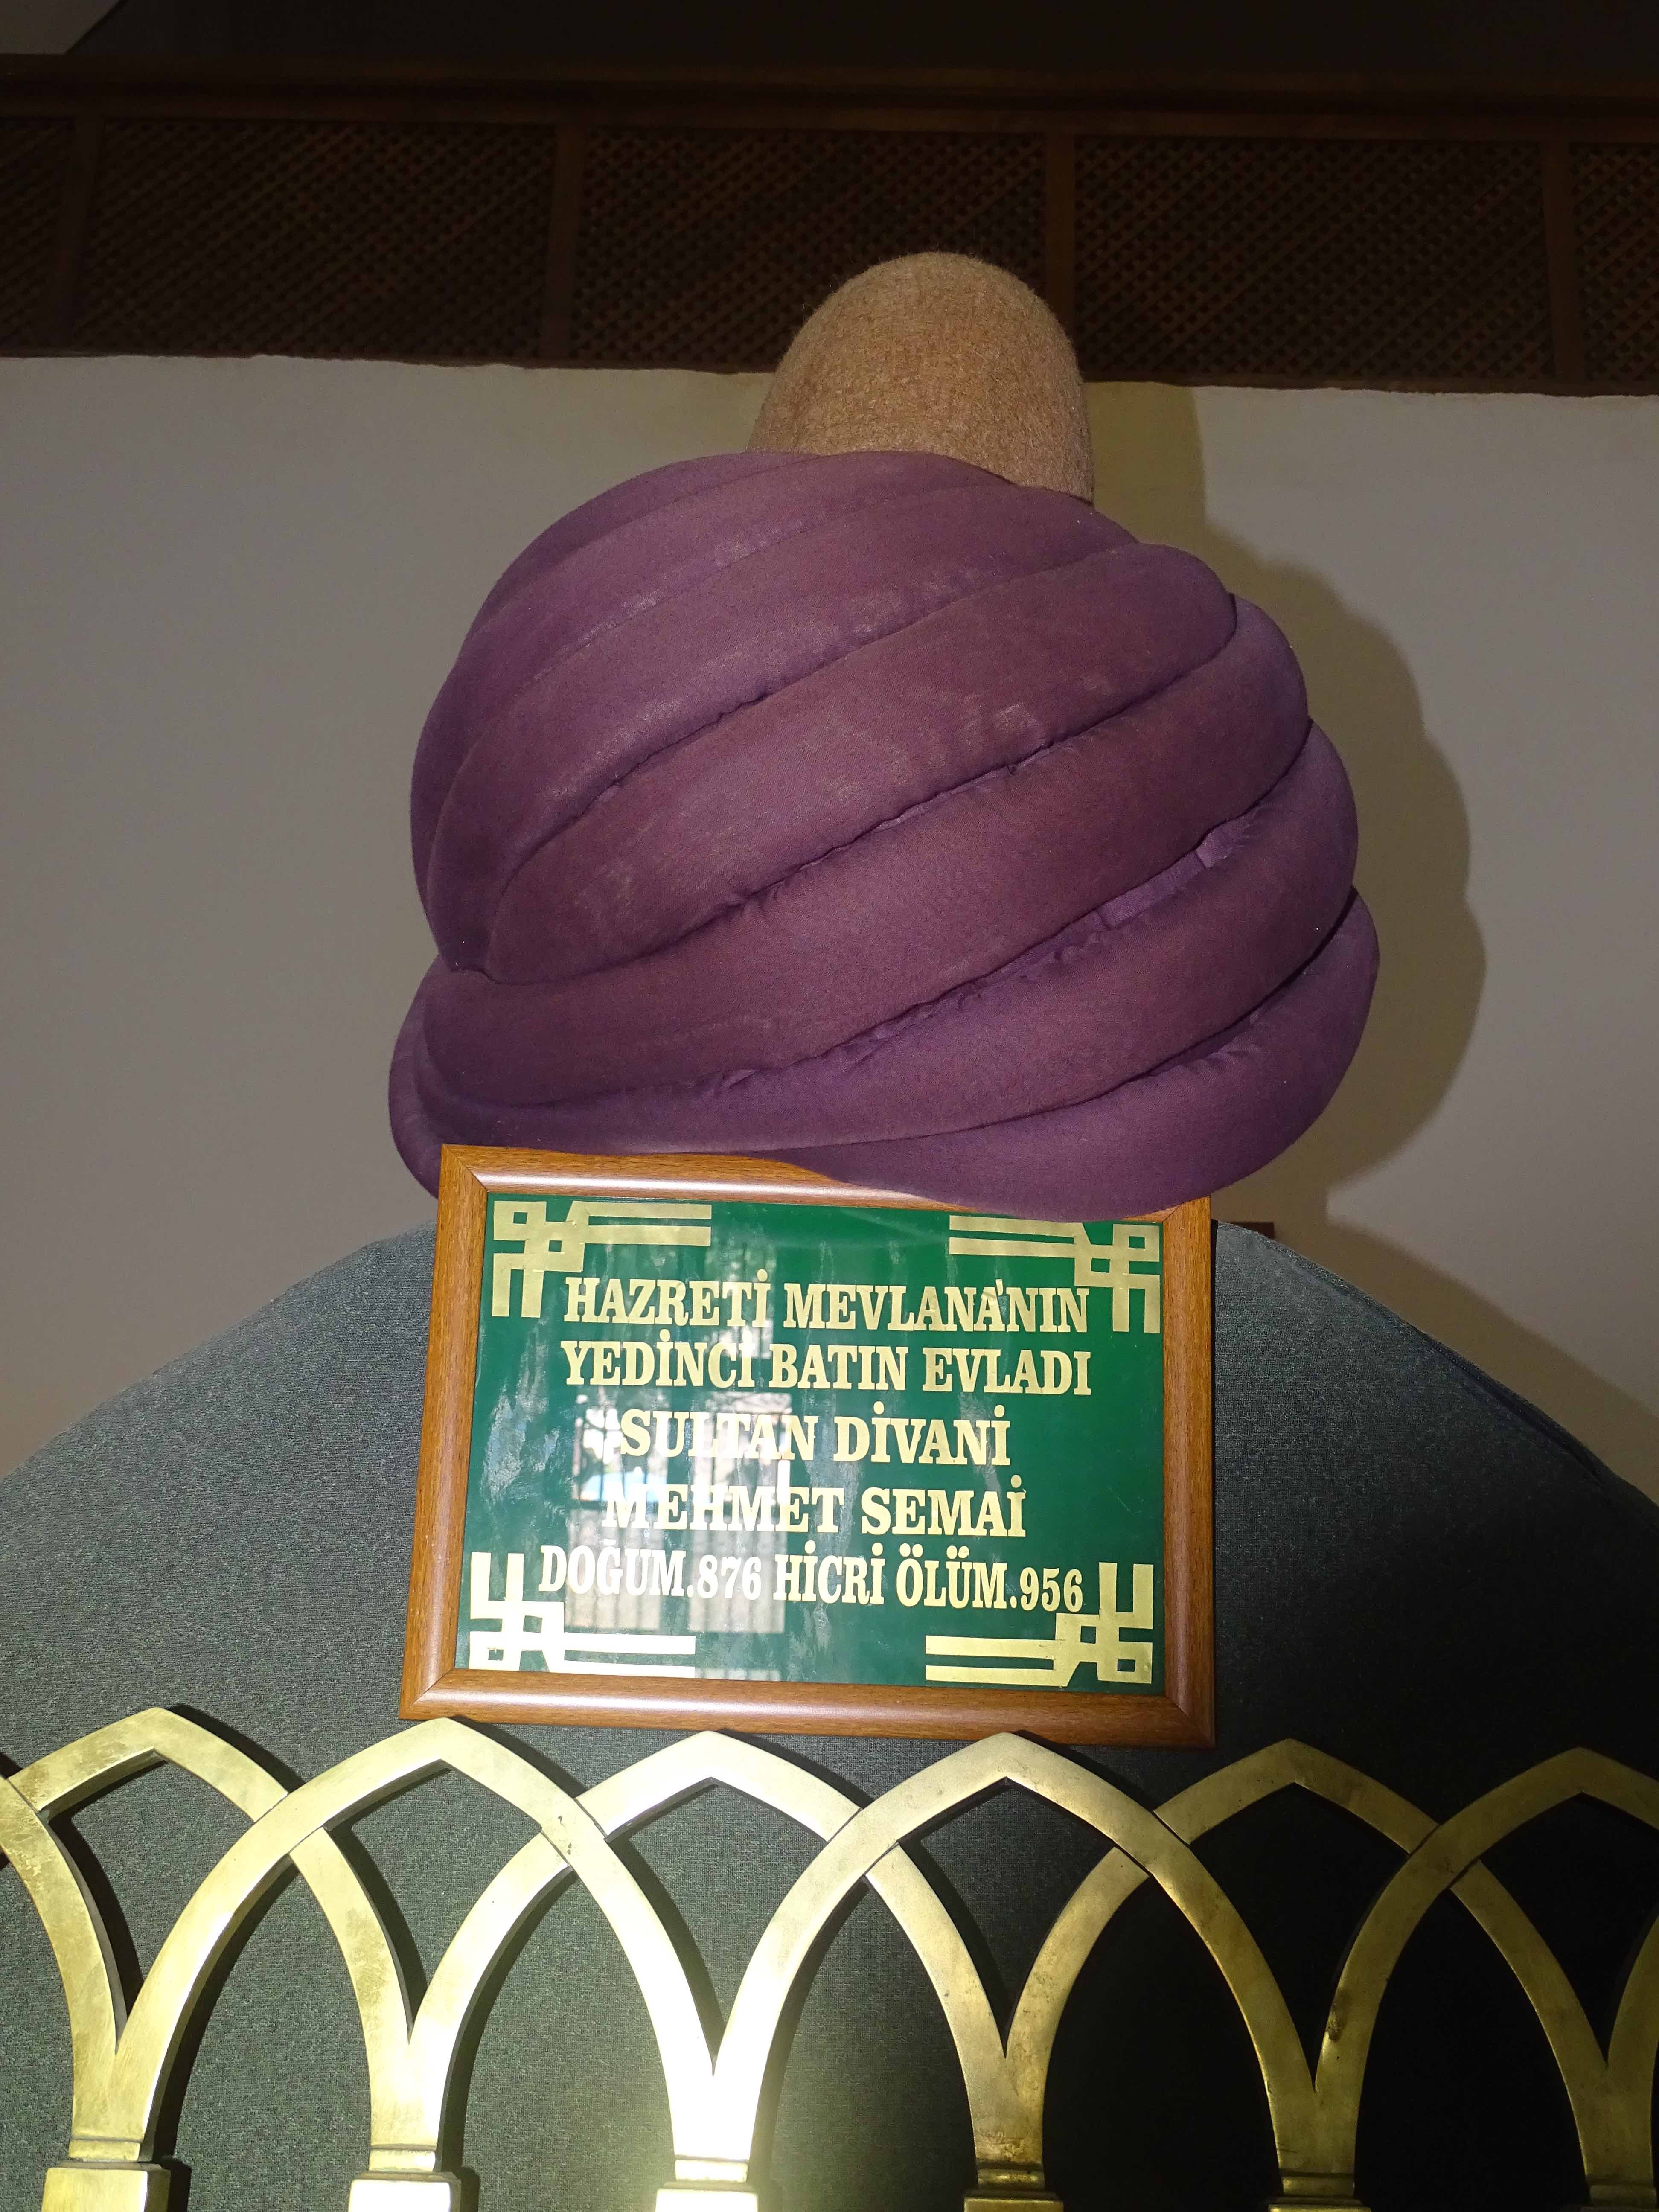 HAZRETİ MEVLANA'NIN
YEDİNCİ BATIN EVLADI
SULTAN DİVANİ
MEHMET SEMAİ
DOĞUM.876 HİCRİ ÖLÜM.956